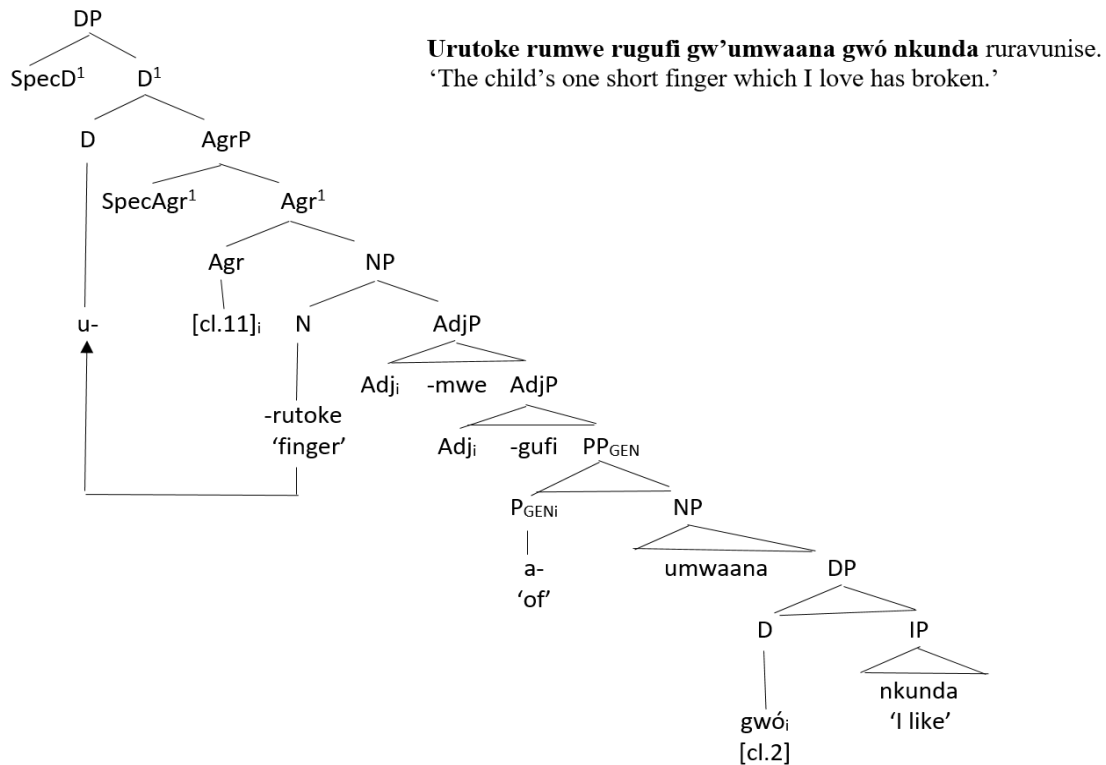 DP
Urutoke rumwe rugufi gw’umwaana gwó nkunda ruravunise.
‘The child’s one short finger which I love has broken.’
SpecD¹ D¹
D AgrP
SpecAgr¹ Agr¹
Agr NP
u- [cl.11]ᵢ N AdjP
Adjᵢ -mwe AdjP
-rutoke
‘finger’
Adjᵢ -gufi PPGEN
PGENi NP
a- umwaana DP
‘of’
D IP
nkunda
gwóᵢ ‘I like’
[cl.2]